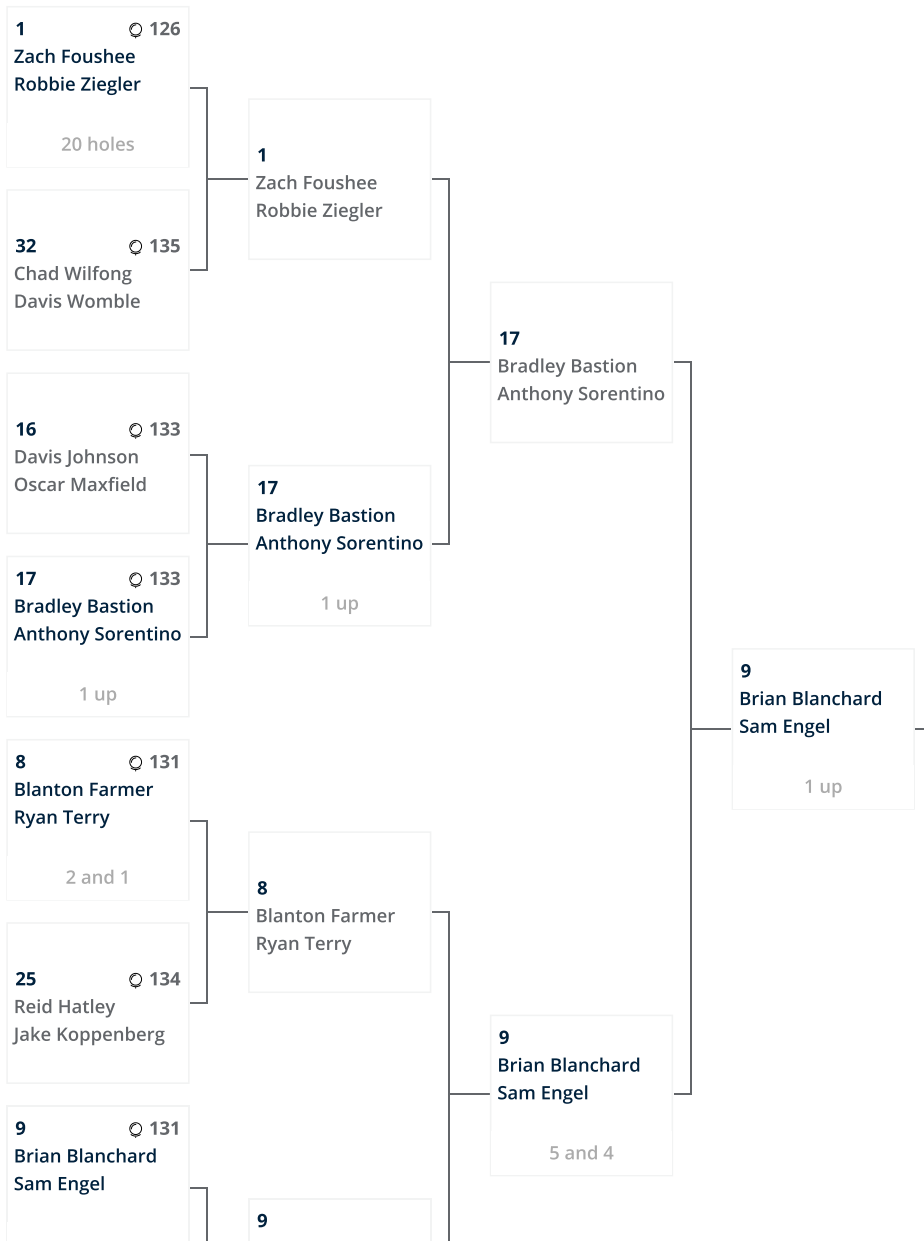 1 126
Zach Foushee
Robbie Ziegler
20 holes
32 135
Chad Wilfong
Davis Womble
16 133
Davis Johnson
Oscar Maxfield
17 133
Bradley Bastion
Anthony Sorentino
1 up
8 131
Blanton Farmer
Ryan Terry
2 and 1
25 134
Reid Hatley
Jake Koppenberg
9 131
Brian Blanchard
Sam Engel
1
Zach Foushee
Robbie Ziegler
17
Bradley Bastion
Anthony Sorentino
1 up
8
Blanton Farmer
Ryan Terry
9
17
Bradley Bastion
Anthony Sorentino
9
Brian Blanchard
Sam Engel
5 and 4
9
Brian Blanchard
Sam Engel
1 up